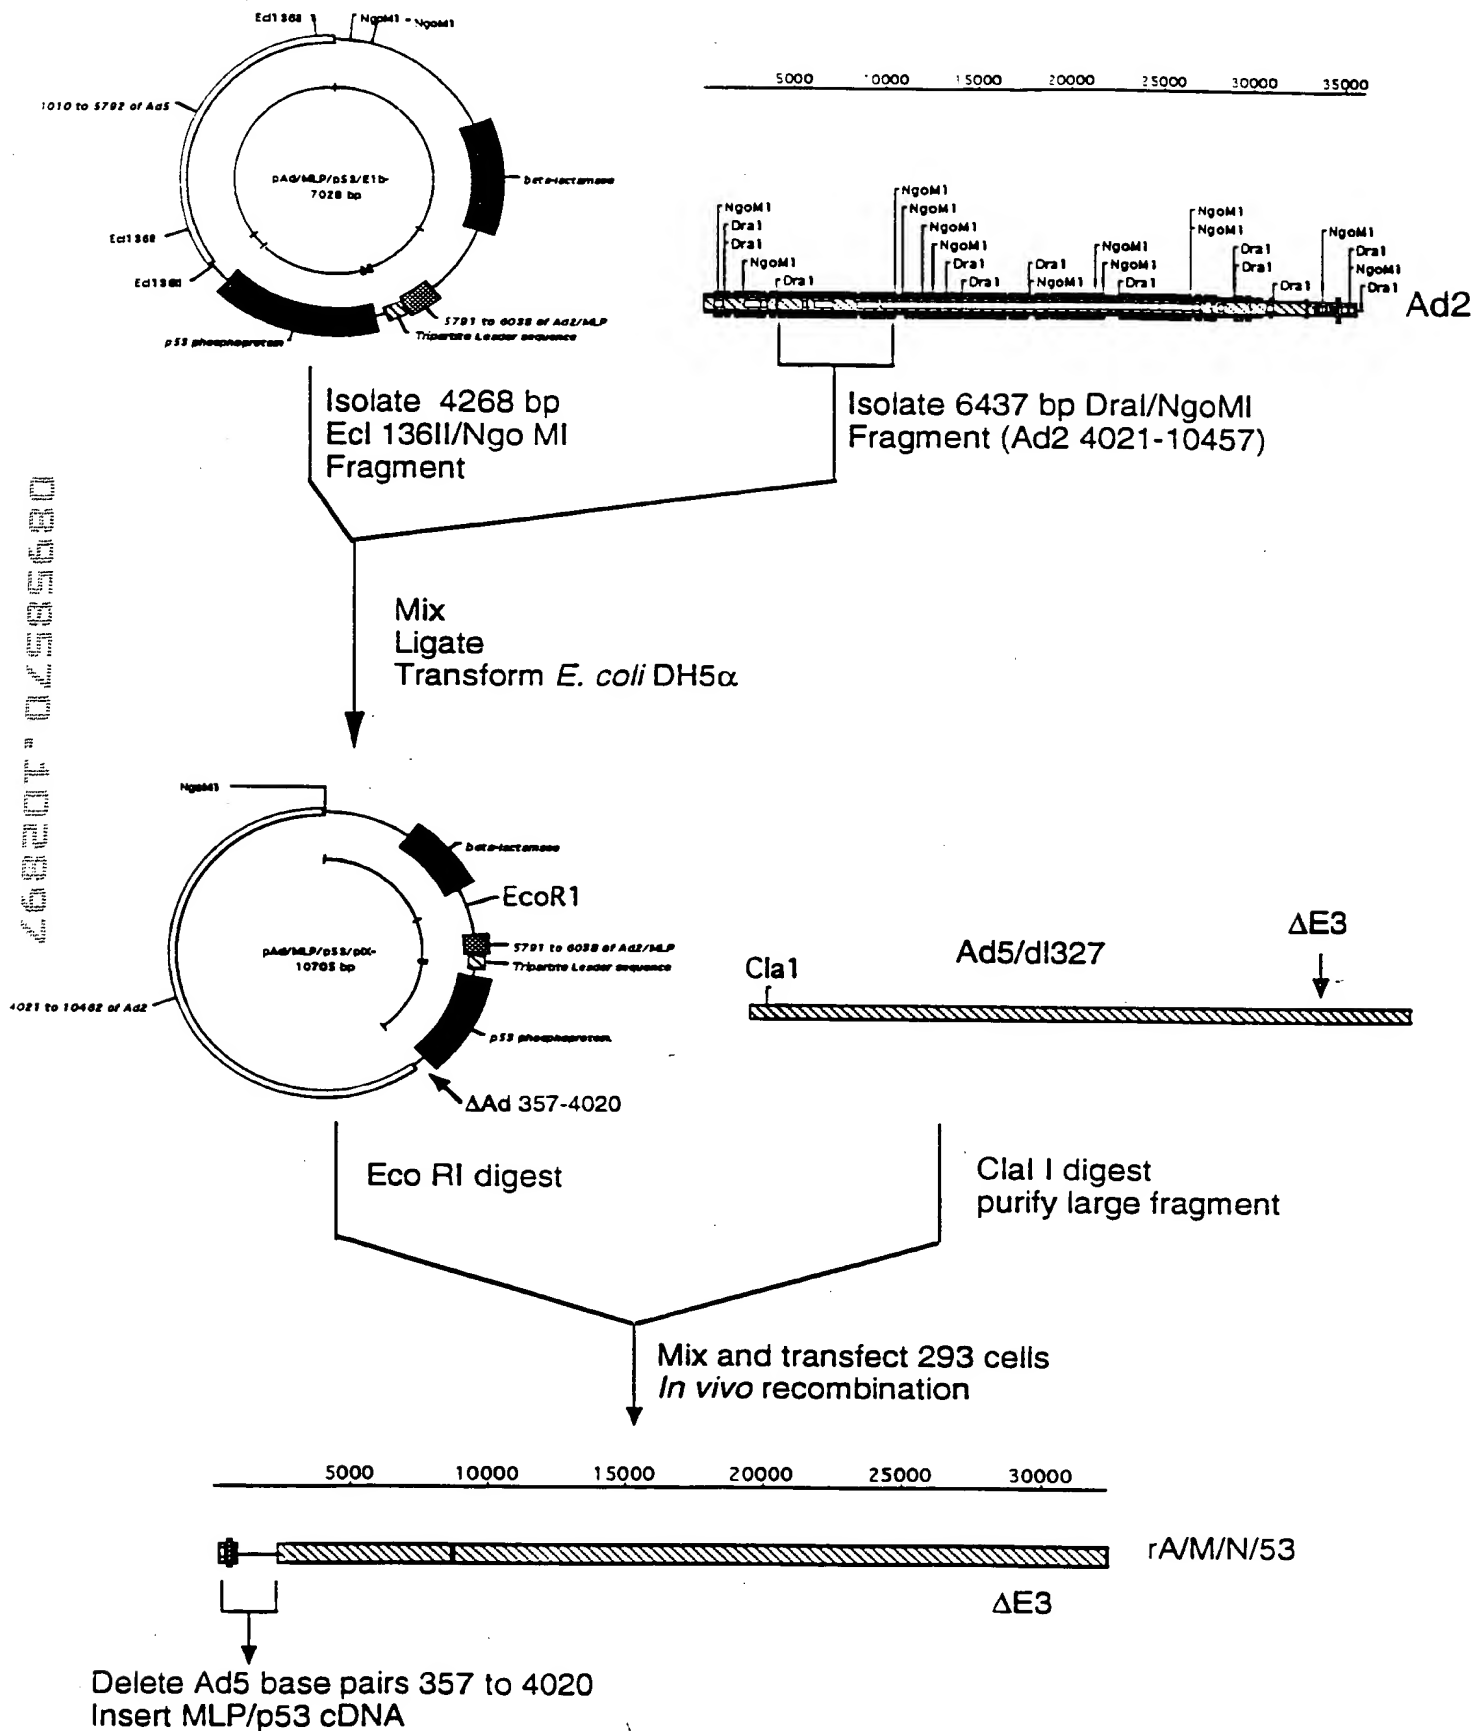 Ecl1368
NgoM1 - NgoM1
1010 to 5792 of Ad5
pAd/MLP/p53/E1b-
7028 bp
beta-lactamase
Ecl1368
Ecl1368
5791 to 6038 of Ad2/MLP
Tripartite Leader sequence
p53 phosphoprotein
5000 10000 15000 20000 25000 30000 35000
NgoM1
NgoM1 NgoM1 NgoM1
Dra1 NgoM1 NgoM1 NgoM1
Dra1 NgoM1 NgoM1 Dra1 Dra1
NgoM1 Dra1 Dra1 NgoM1 Dra1 NgoM1
Dra1 Dra1 NgoM1 Dra1 Dra1 Dra1
Ad2
Isolate 4268 bp
Ecl 136II/Ngo MI
Fragment
Isolate 6437 bp DraI/NgoMI
Fragment (Ad2 4021-10457)
08958570.102897
Mix
Ligate
Transform E. coli DH5α
NgoM1
beta-lactamase
EcoR1
pAd/MLP/p53/pIX-
10705 bp
5791 to 6038 of Ad2/MLP
Tripartite Leader sequence
4021 to 10462 of Ad2
p53 phosphoprotein
ΔAd 357-4020
ΔE3
Ad5/dl327
Cla1
Eco RI digest
ClaI I digest
purify large fragment
Mix and transfect 293 cells
In vivo recombination
5000 10000 15000 20000 25000 30000
rA/M/N/53
ΔE3
Delete Ad5 base pairs 357 to 4020
Insert MLP/p53 cDNA